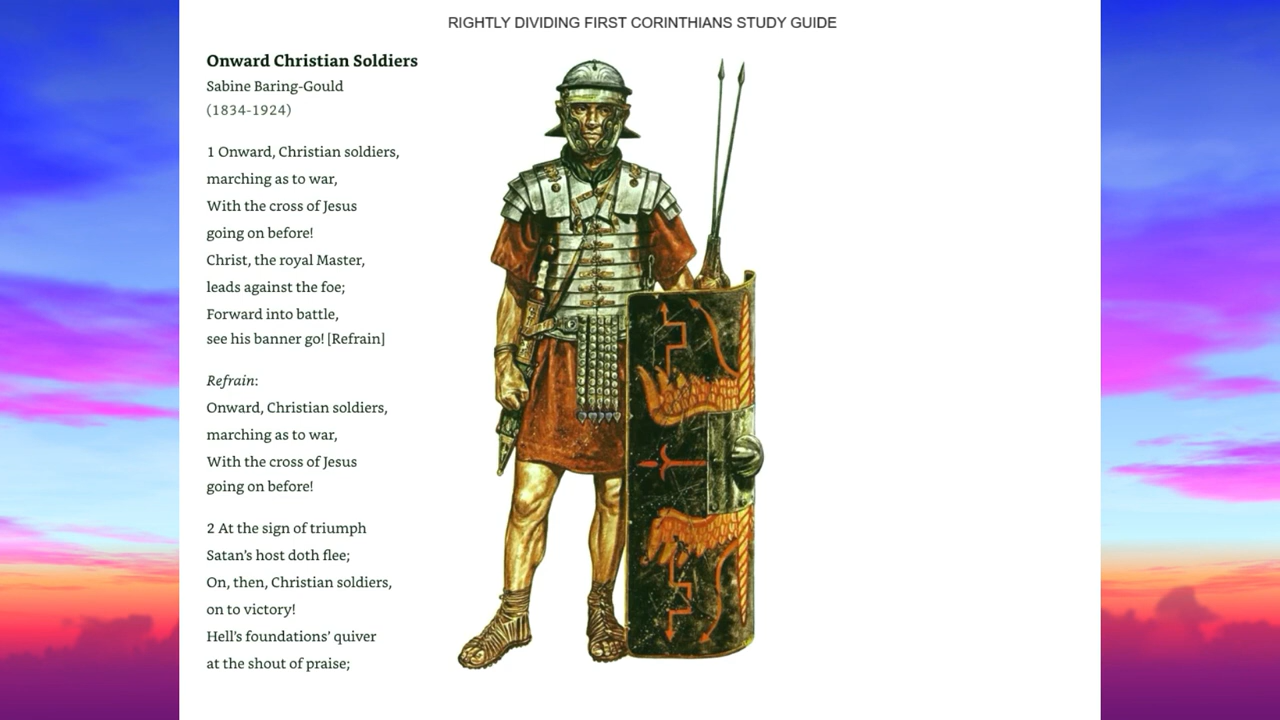 RIGHTLY DIVIDING FIRST CORINTHIANS STUDY GUIDE
Onward Christian Soldiers
Sabine Baring-Gould
(1834-1924)
1 Onward, Christian soldiers,
marching as to war,
With the cross of Jesus
going on before!
Christ, the royal Master,
leads against the foe;
Forward into battle,
see his banner go! [Refrain]
Refrain:
Onward, Christian soldiers,
marching as to war,
With the cross of Jesus
going on before!
2 At the sign of triumph
Satan's host doth flee;
On, then, Christian soldiers,
on to victory!
Hell's foundations' quiver
at the shout of praise;